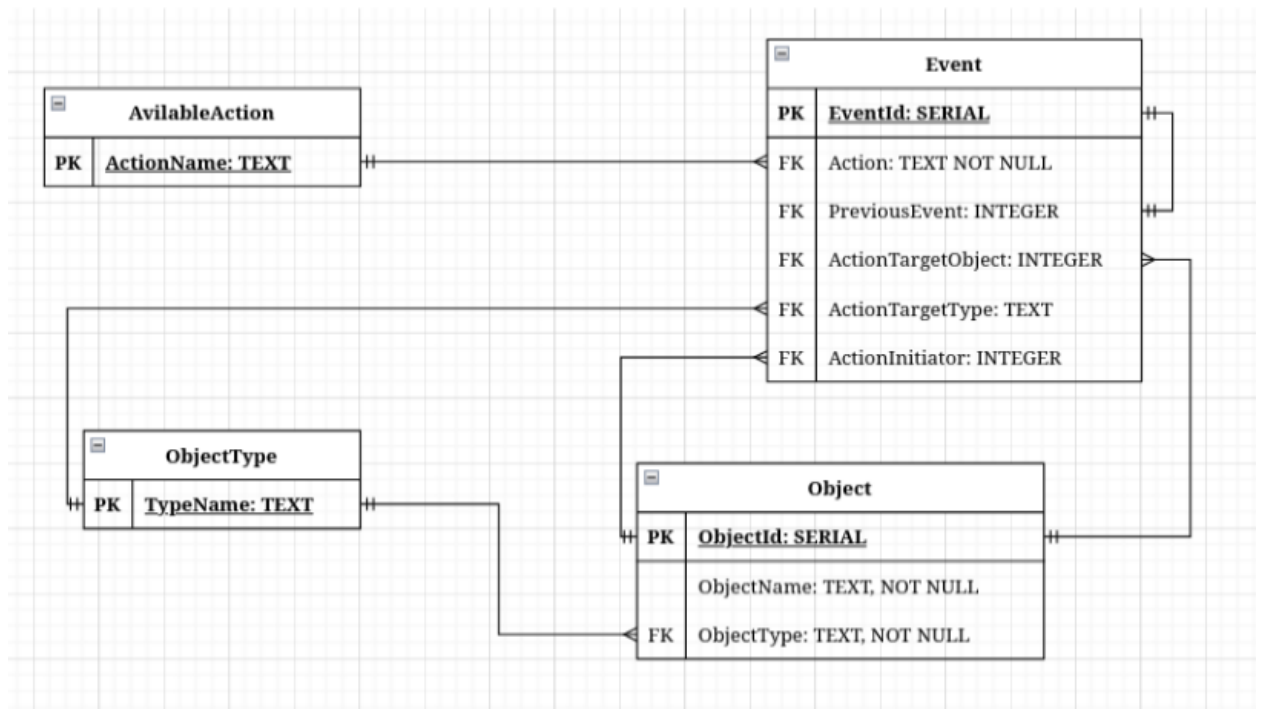 AvilableAction
PK ActionName: TEXT
Event
PK EventId: SERIAL
FK Action: TEXT NOT NULL
FK PreviousEvent: INTEGER
FK ActionTargetObject: INTEGER
FK ActionTargetType: TEXT
FK ActionInitiator: INTEGER
ObjectType
PK TypeName: TEXT
Object
PK ObjectId: SERIAL
ObjectName: TEXT, NOT NULL
FK ObjectType: TEXT, NOT NULL